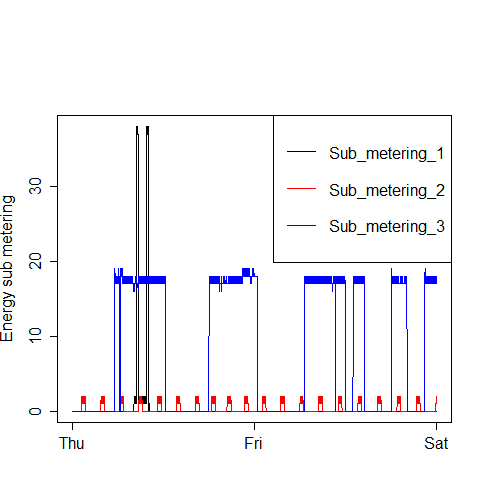 Energy sub metering
30
20
10
0
Sub_metering_1
Sub_metering_2
Sub_metering_3
Thu Fri Sat